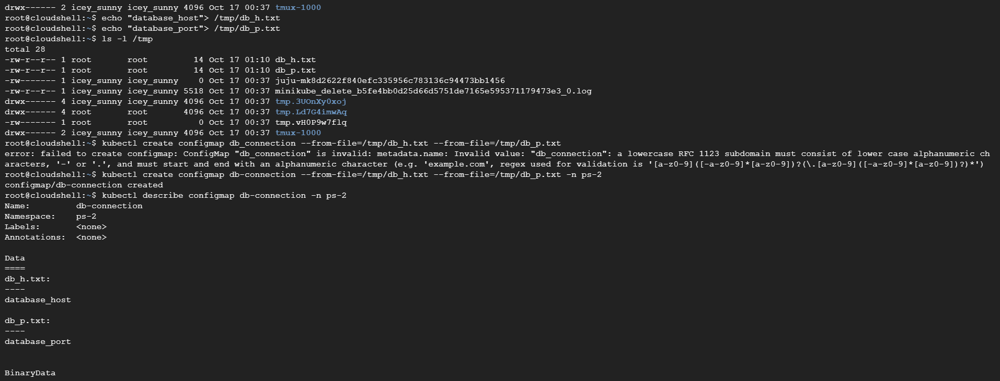 drwx------ 2 icey_sunny icey_sunny 4096 Oct 17 00:37 tmux-1000
root@cloudshell:~$ echo "database_host"> /tmp/db_h.txt
root@cloudshell:~$ echo "database_port"> /tmp/db_p.txt
root@cloudshell:~$ ls -l /tmp
total 28
-rw-r--r-- 1 root       root         14 Oct 17 01:10 db_h.txt
-rw-r--r-- 1 root       root         14 Oct 17 01:10 db_p.txt
-rw------- 1 icey_sunny icey_sunny    0 Oct 17 00:37 juju-mk8d2622f840efc335956c783136c94473bb1456
-rw-r--r-- 1 icey_sunny icey_sunny 5518 Oct 17 00:37 minikube_delete_b5fe4bb0d25d66d5751de7165e595371179473e3_0.log
drwx------ 4 icey_sunny icey_sunny 4096 Oct 17 00:37 tmp.3UOnXy0xoj
drwx------ 4 root       root       4096 Oct 17 00:37 tmp.Ld7G4imwAq
-rw------- 1 root       root          0 Oct 17 00:37 tmp.vH0P9w7flq
drwx------ 2 icey_sunny icey_sunny 4096 Oct 17 00:37 tmux-1000
root@cloudshell:~$ kubectl create configmap db_connection --from-file=/tmp/db_h.txt --from-file=/tmp/db_p.txt
error: failed to create configmap: ConfigMap "db_connection" is invalid: metadata.name: Invalid value: "db_connection": a lowercase RFC 1123 subdomain must consist of lower case alphanumeric ch
aracters, '-' or '.', and must start and end with an alphanumeric character (e.g. 'example.com', regex used for validation is '[a-z0-9]([-a-z0-9]*[a-z0-9])?(\.[a-z0-9]([-a-z0-9]*[a-z0-9])?)*')
root@cloudshell:~$ kubectl create configmap db-connection --from-file=/tmp/db_h.txt --from-file=/tmp/db_p.txt -n ps-2
configmap/db-connection created
root@cloudshell:~$ kubectl describe configmap db-connection -n ps-2
Name:         db-connection
Namespace:    ps-2
Labels:       <none>
Annotations:  <none>

Data
====
db_h.txt:
----
database_host

db_p.txt:
----
database_port


BinaryData